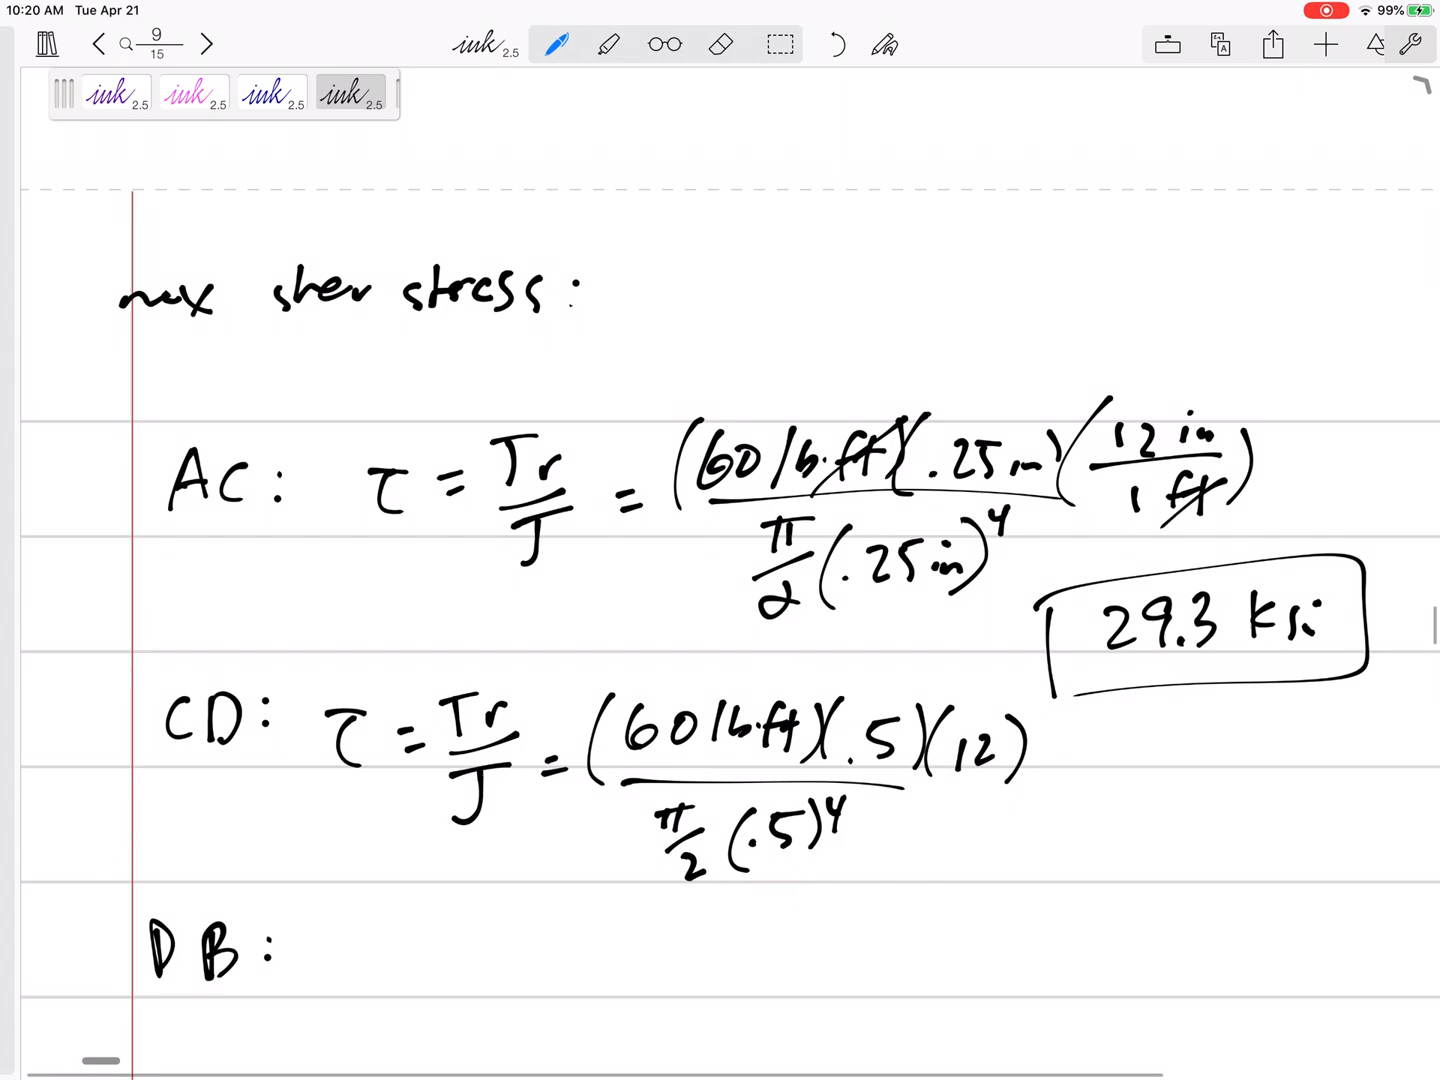 10:20 AM Tue Apr 21 99%
9
15
ink 2.5
ink 2.5 ink 2.5 ink 2.5 ink 2.5
max shear stress:
AC: τ = Tr/J = (60 lb·ft)(.25 in)/(π/2 (.25 in)^4) (12 in/1 ft)
29.3 ksi
CD: τ = Tr/J = (60 lb·ft)(.5)(12)/(π/2 (.5)^4)
DB: